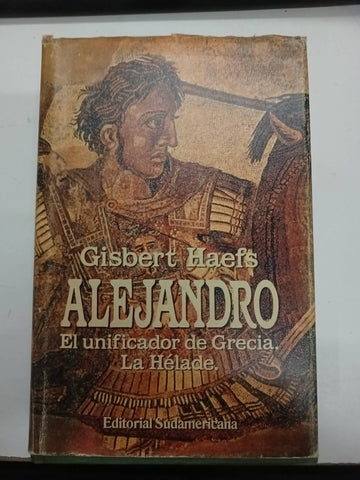 Gisbert Haefs
ALEJANDRO
El unificador de Grecia.
La Hélade.
Editorial Sudamericana